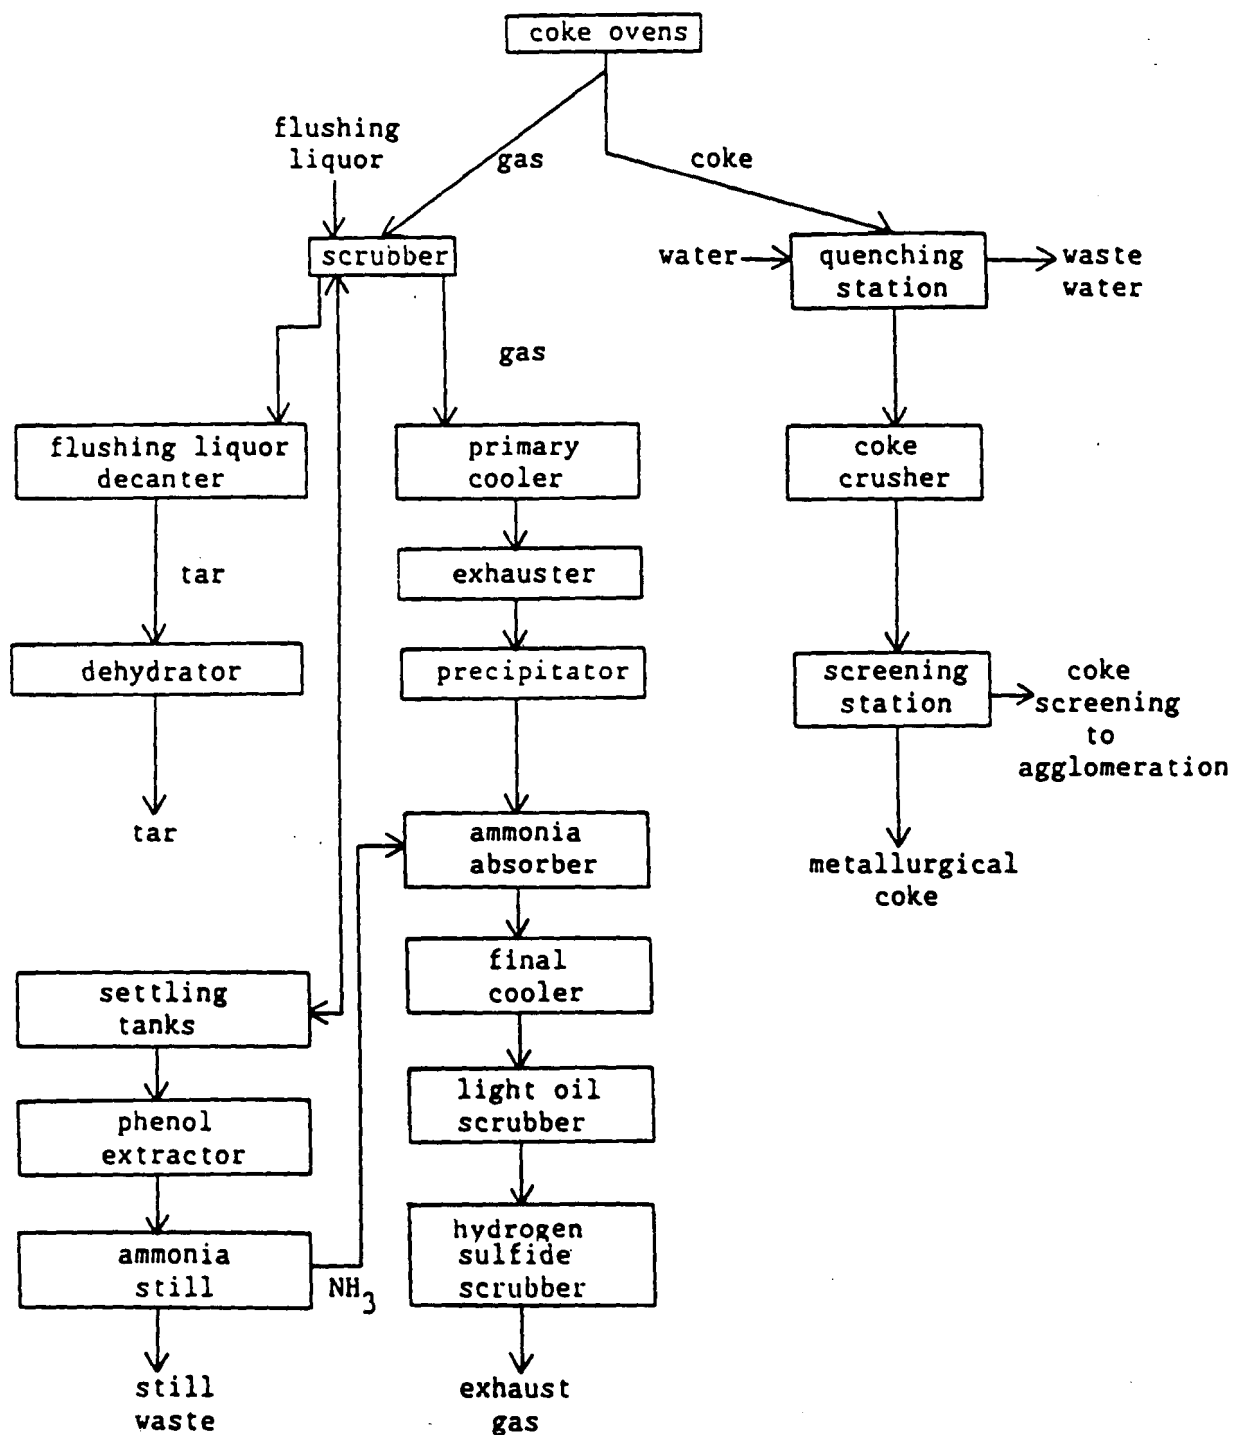 coke ovens
flushing
liquor
gas
coke
scrubber
water
quenching
station
waste
water
gas
flushing liquor
decanter
primary
cooler
coke
crusher
tar
exhauster
dehydrator
precipitator
screening
station
coke
screening
to
agglomeration
tar
ammonia
absorber
metallurgical
coke
final
cooler
settling
tanks
light oil
scrubber
phenol
extractor
hydrogen
sulfide
scrubber
ammonia
still
NH3
still
waste
exhaust
gas